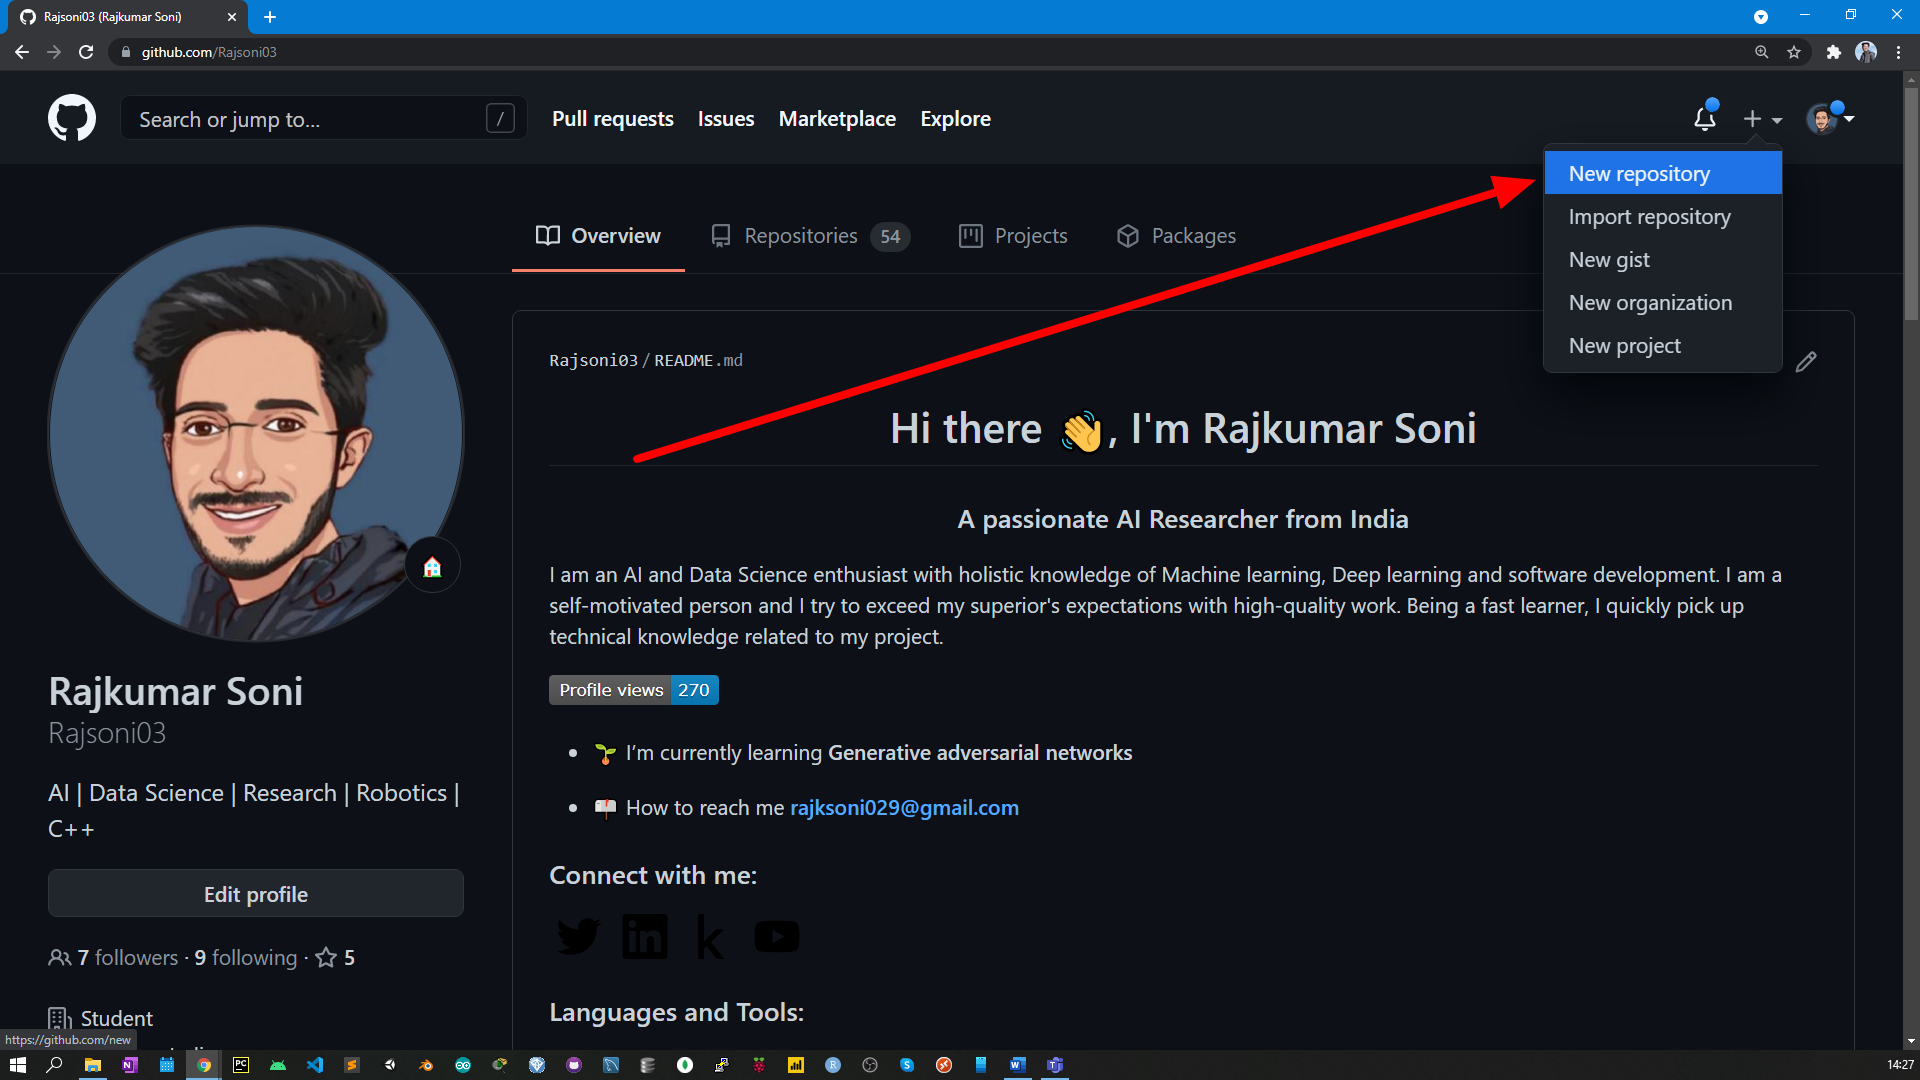 Rajsoni03 (Rajkumar Soni)
github.com/Rajsoni03
Search or jump to... /
Pull requests Issues Marketplace Explore
New repository
Import repository
New gist
New organization
New project
Overview Repositories 54 Projects Packages
Rajsoni03/README.md
Hi there 👋, I'm Rajkumar Soni
A passionate AI Researcher from India
I am an AI and Data Science enthusiast with holistic knowledge of Machine learning, Deep learning and software development. I am a
self-motivated person and I try to exceed my superior's expectations with high-quality work. Being a fast learner, I quickly pick up
technical knowledge related to my project.
Profile views 270
🌱 I’m currently learning Generative adversarial networks
📫 How to reach me rajksoni029@gmail.com
Connect with me:
in k
Languages and Tools:
Rajkumar Soni
Rajsoni03
AI | Data Science | Research | Robotics |
C++
Edit profile
7 followers · 9 following · 5
Student
https://github.com/new
14:27